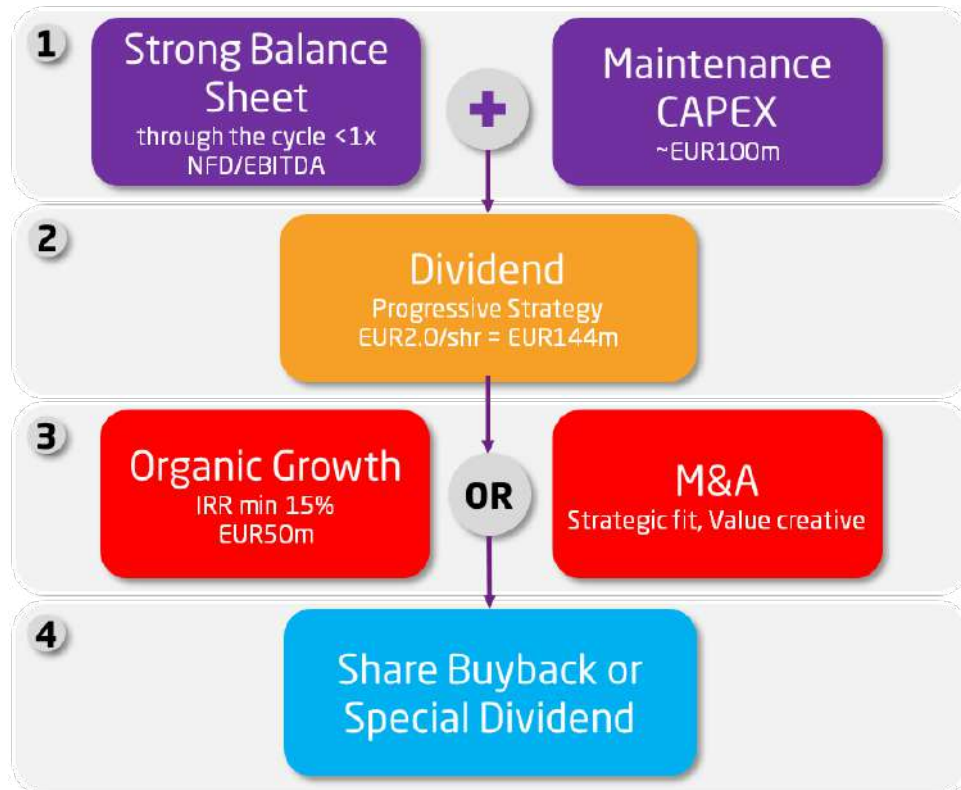 1
Strong Balance
Sheet
through the cycle <1x
NFD/EBITDA
+
Maintenance
CAPEX
~EUR100m
2
Dividend
Progressive Strategy
EUR2.0/shr = EUR144m
3
Organic Growth
IRR min 15%
EUR50m
OR
M&A
Strategic fit, Value creative
4
Share Buyback or
Special Dividend